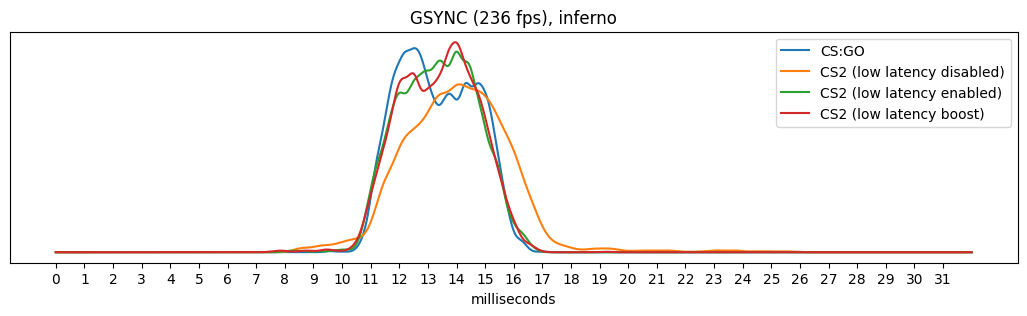 GSYNC (236 fps), inferno
CS:GO
CS2 (low latency disabled)
CS2 (low latency enabled)
CS2 (low latency boost)
0 1 2 3 4 5 6 7 8 9 10 11 12 13 14 15 16 17 18 19 20 21 22 23 24 25 26 27 28 29 30 31
milliseconds